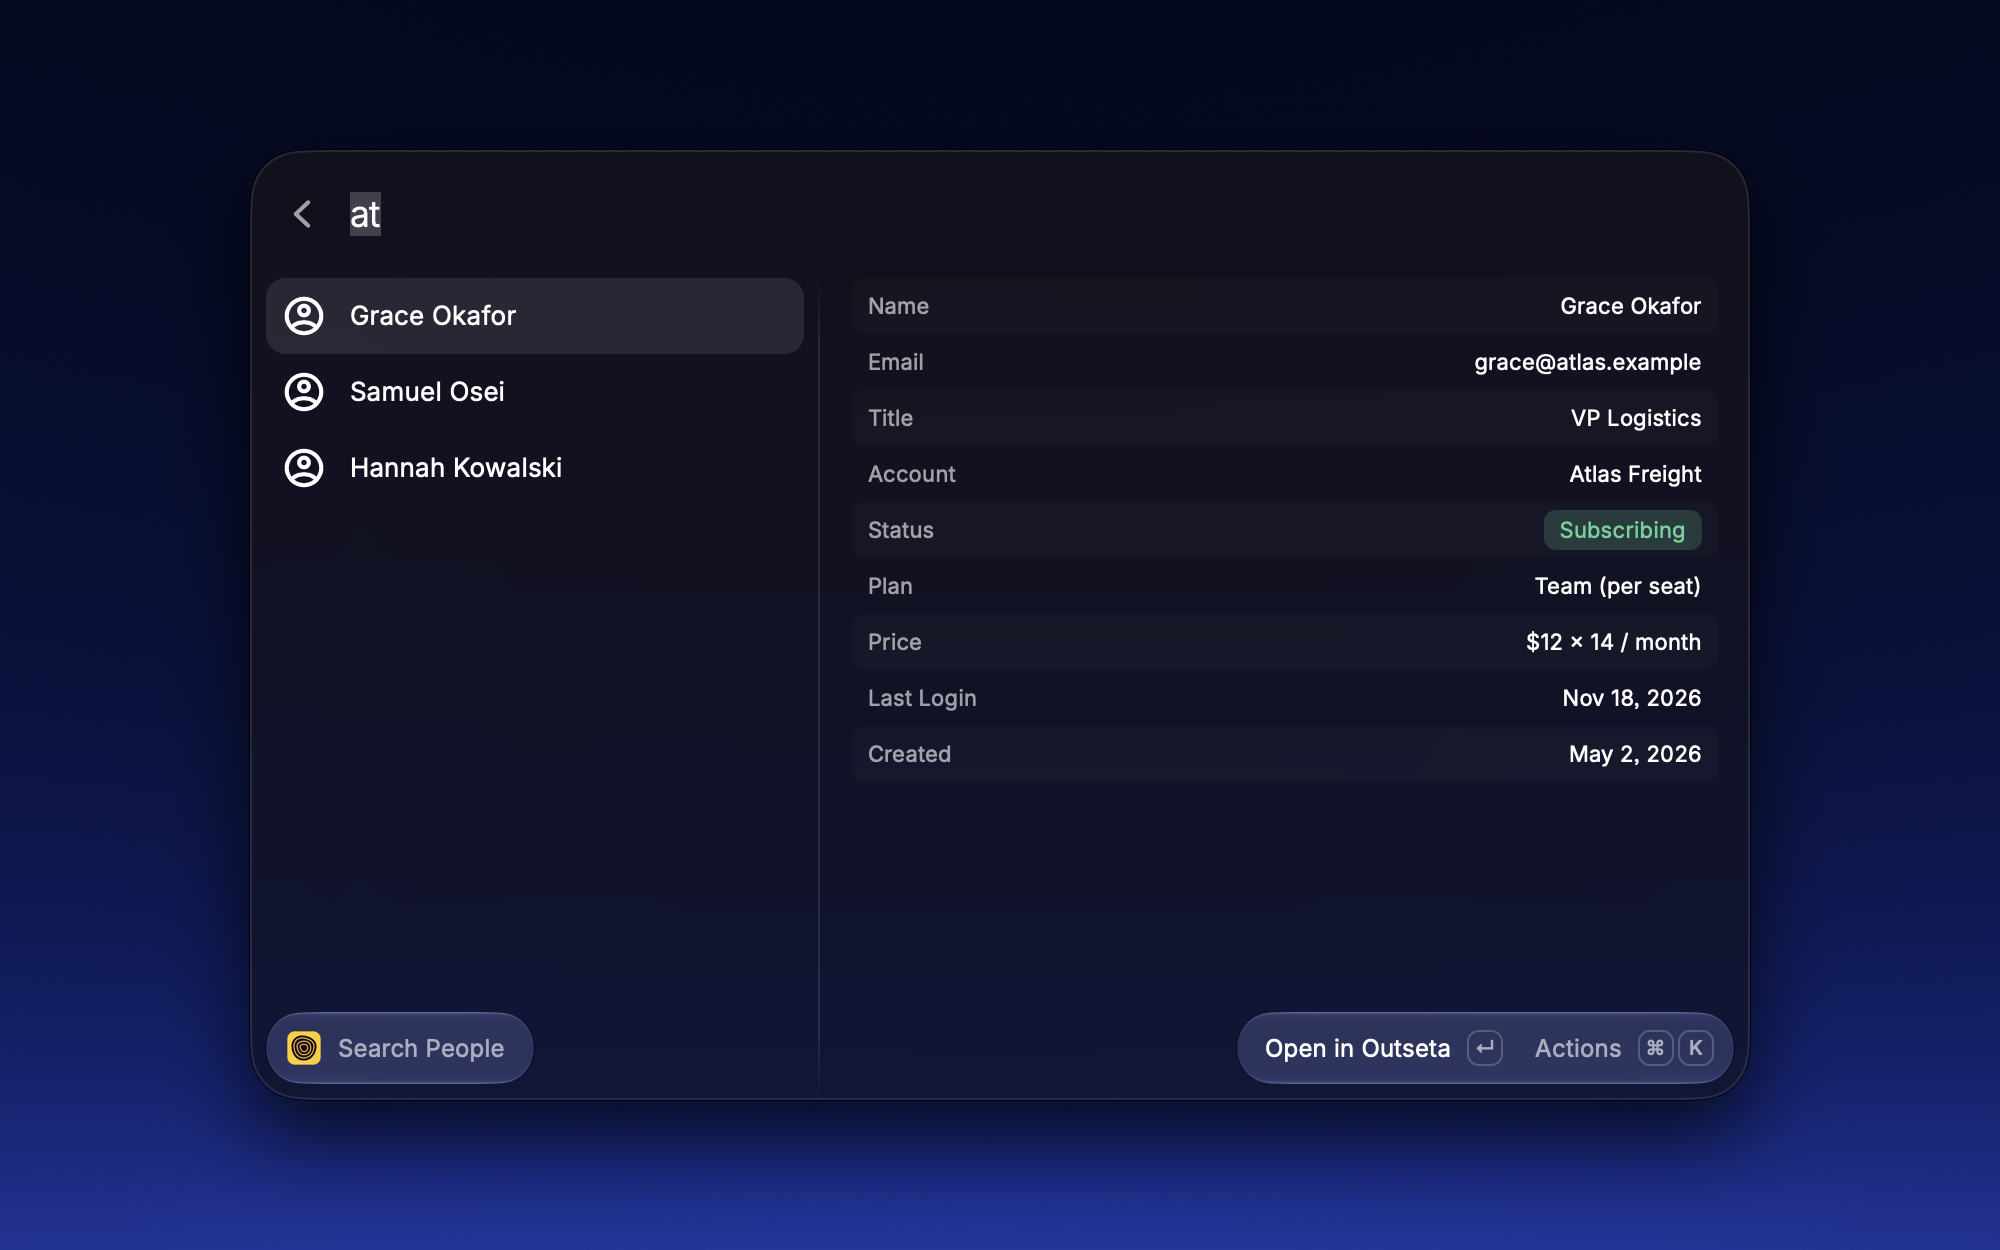 at
Grace Okafor
Samuel Osei
Hannah Kowalski
Name Grace Okafor
Email grace@atlas.example
Title VP Logistics
Account Atlas Freight
Status Subscribing
Plan Team (per seat)
Price $12 × 14 / month
Last Login Nov 18, 2026
Created May 2, 2026
Search People
Open in Outseta ↵ Actions ⌘ K